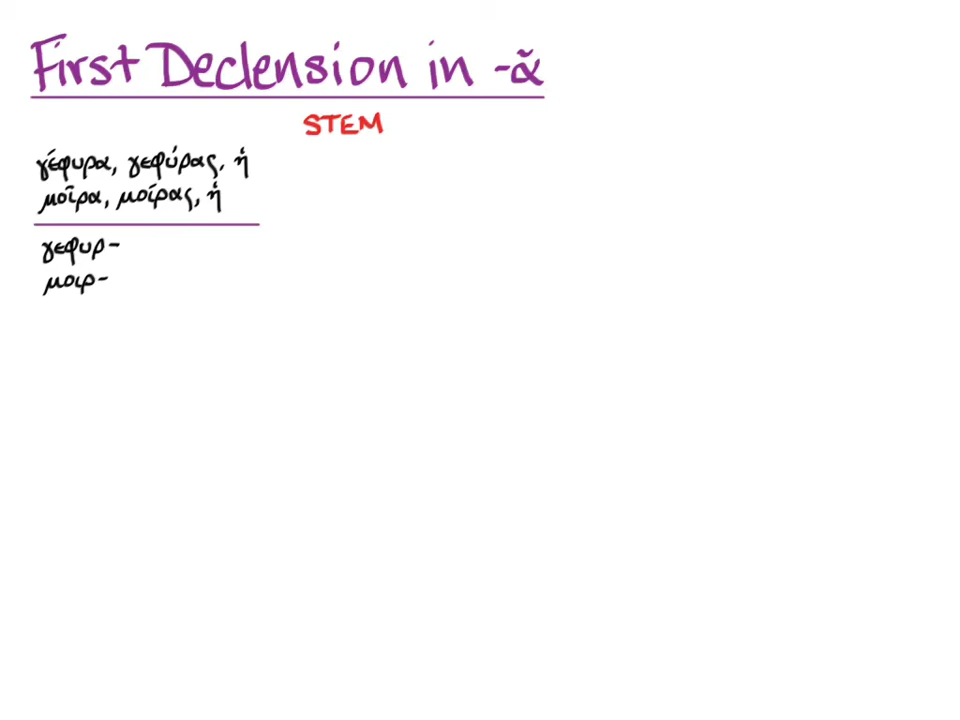 First Declension in -ᾰ
STEM
γέφυρα, γεφύρας, ἡ
μοῖρα, μοίρας, ἡ
γεφυρ-
μοιρ-